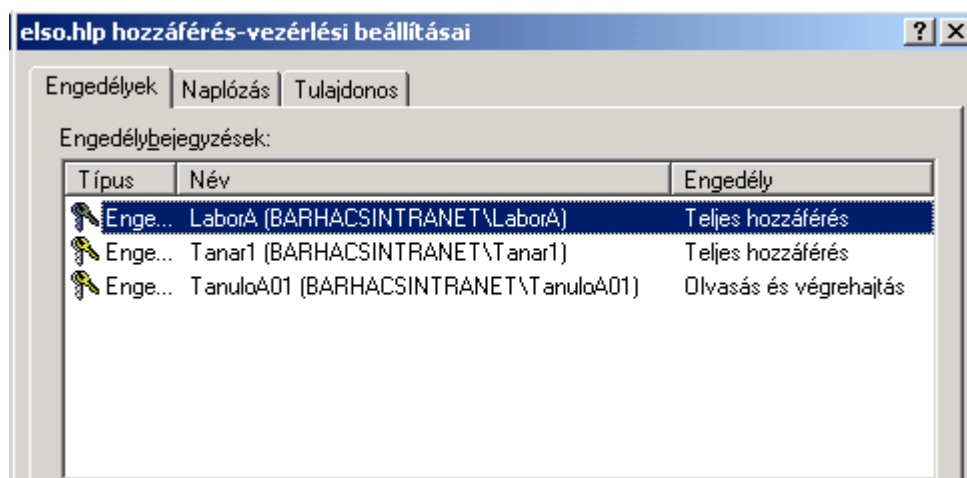 elso.hlp hozzáférés-vezérlési beállításai
Engedélyek Naplózás Tulajdonos
Engedélybejegyzések:
Típus Név Engedély
Enge... LaborA (BARHACSINTRANET\LaborA) Teljes hozzáférés
Enge... Tanar1 (BARHACSINTRANET\Tanar1) Teljes hozzáférés
Enge... TanuloA01 (BARHACSINTRANET\TanuloA01) Olvasás és végrehajtás